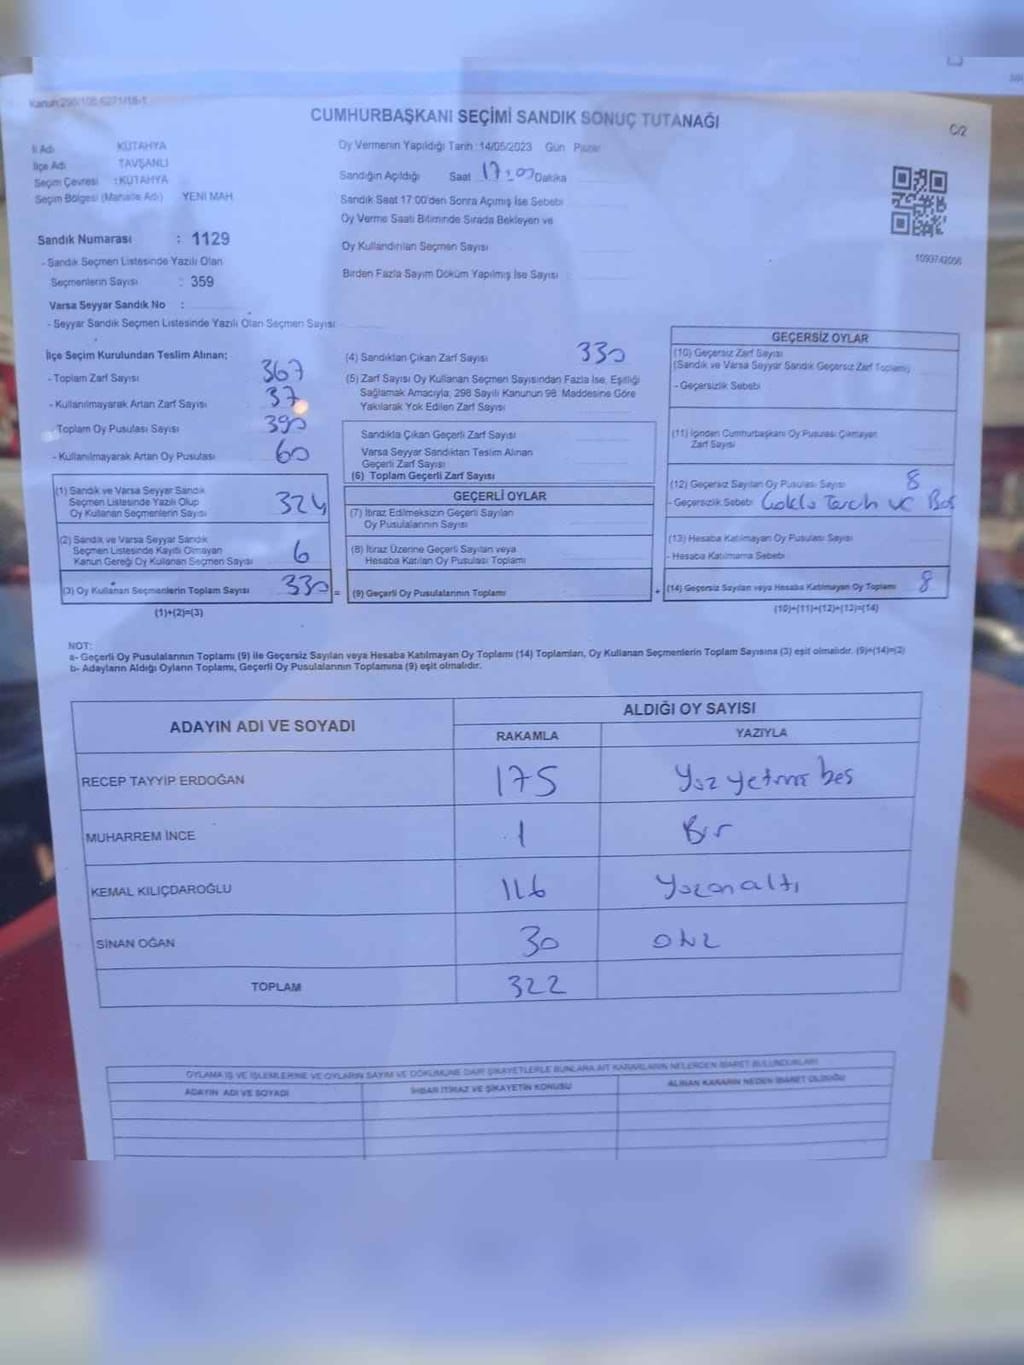 Kanun:298/106,6271/18-1
CUMHURBAŞKANI SEÇİMİ SANDIK SONUÇ TUTANAĞI
C/2
İl Adı KÜTAHYA
İlçe Adı TAVŞANLI
Seçim Çevresi : KÜTAHYA
Seçim Bölgesi (Mahalle Adı) YENİ MAH
Sandık Numarası : 1129
- Sandık Seçmen Listesinde Yazılı Olan
Seçmenlerin Sayısı : 359
Varsa Seyyar Sandık No :
- Seyyar Sandık Seçmen Listesinde Yazılı Olan Seçmen Sayısı
Oy Vermenin Yapıldığı Tarih :14/05/2023 Gün Pazar
Sandığın Açıldığı Saat 17:00 Dakika
Sandık Saat 17:00'den Sonra Açımış İse Sebebi
Oy Verme Saati Bitiminde Sırada Bekleyen ve
Oy Kullandırılan Seçmen Sayısı
Birden Fazla Sayım Döküm Yapılmış İse Sayısı
1093742056
İlçe Seçim Kurulundan Teslim Alınan;
- Toplam Zarf Sayısı 367
- Kullanılmayarak Artan Zarf Sayısı 37
Toplam Oy Pusulası Sayısı 390
- Kullanılmayarak Artan Oy Pusulası 60
(1) Sandık ve Varsa Seyyar Sandık
Seçmen Listesinde Yazılı Olup
Oy Kullanan Seçmenlerin Sayısı 324
(2) Sandık ve Varsa Seyyar Sandık
Seçmen Listesinde Kayıtlı Olmayan
Kanun Gereği Oy Kullanan Seçmen Sayısı 6
(3) Oy Kullanan Seçmenlerin Toplam Sayısı 330 =
(1)+(2)=(3)
(4) Sandıktan Çıkan Zarf Sayısı 330
(5) Zarf Sayısı Oy Kullanan Seçmen Sayısından Fazla İse, Eşitliği
Sağlamak Amacıyla, 298 Sayılı Kanunun 98. Maddesine Göre
Yakılarak Yok Edilen Zarf Sayısı
Sandıkta Çıkan Geçerli Zarf Sayısı
Varsa Seyyar Sandıktan Teslim Alınan
Geçerli Zarf Sayısı
(6) Toplam Geçerli Zarf Sayısı
GEÇERLİ OYLAR
(7) İtiraz Edilmeksizin Geçerli Sayılan
Oy Pusulalarının Sayısı
(8) İtiraz Üzerine Geçerli Sayılan veya
Hesaba Katılan Oy Pusulası Toplamı
(9) Geçerli Oy Pusulalarının Toplamı +
GEÇERSİZ OYLAR
(10) Geçersiz Zarf Sayısı
(Sandık ve Varsa Seyyar Sandık Geçersiz Zarf Toplamı)
- Geçersizlik Sebebi
(11) İçinden Cumhurbaşkanı Oy Pusulası Çıkmayan
Zarf Sayısı
(12) Geçersiz Sayılan Oy Pusulası Sayısı 8
- Geçersizlik Sebebi Çoklu Tercih ve Boş
(13) Hesaba Katılmayan Oy Pusulası Sayısı
- Hesaba Katılmama Sebebi
(14) Geçersiz Sayılan veya Hesaba Katılmayan Oy Toplamı 8
(10)+(11)+(12)+(13)=(14)
NOT:
a- Geçerli Oy Pusulalarının Toplamı (9) ile Geçersiz Sayılan veya Hesaba Katılmayan Oy Toplamı (14) Toplamları, Oy Kullanan Seçmenlerin Toplam Sayısına (3) eşit olmalıdır. (9)+(14)=(3)
b- Adayların Aldığı Oyların Toplamı, Geçerli Oy Pusulalarının Toplamına (9) eşit olmalıdır.
ADAYIN ADI VE SOYADI ALDIĞI OY SAYISI
RAKAMLA YAZIYLA
RECEP TAYYİP ERDOĞAN 175 Yüz yetmiş beş
MUHARREM İNCE 1 Bir
KEMAL KILIÇDAROĞLU 116 Yüzonaltı
SİNAN OĞAN 30 otuz
TOPLAM 322
OYLAMA İŞ VE İŞLEMLERİNE VE OYLARIN SAYIM VE DÖKÜMÜNE DAİR ŞİKAYETLERLE BUNLARA AİT KARARLARIN NELERDEN İBARET BULUNDUKLARI
ADAYIN ADI VE SOYADI İHBAR İTİRAZ VE ŞİKAYETİN KONUSU ALINAN KARARIN NEDEN İBARET OLDUĞU